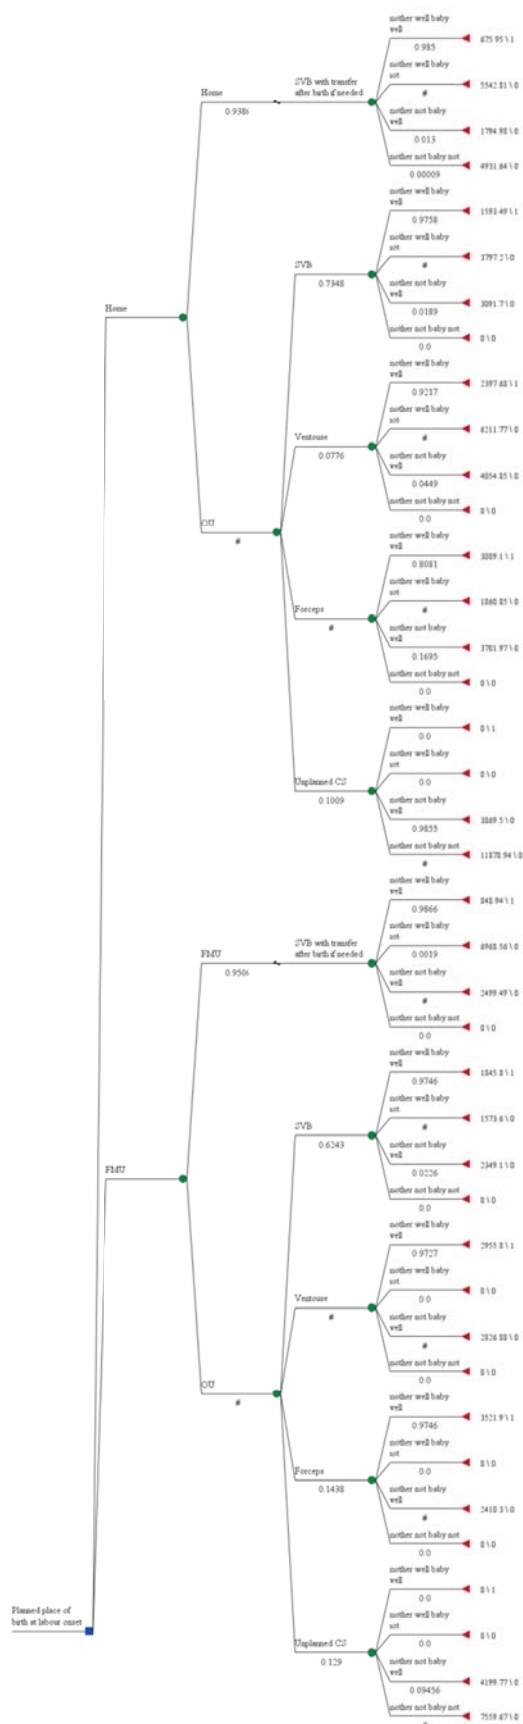 mother well baby
well
0.985
675.95 \ 1
mother well baby
not
#
5542.81 \ 0
mother not baby
well
0.013
1794.98 \ 0
mother not baby not
0.00009
4931.64 \ 0
SVB with transfer
after birth if needed
Home
0.9386
mother well baby
well
0.9758
1593.49 \ 1
mother well baby
not
#
3797.2 \ 0
mother not baby
well
0.0189
3091.7 \ 0
mother not baby not
0.0
0 \ 0
SVB
0.7348
Home
mother well baby
well
0.9217
2397.68 \ 1
mother well baby
not
#
6211.77 \ 0
mother not baby
well
0.0449
4054.85 \ 0
mother not baby not
0.0
0 \ 0
Ventouse
0.0776
OU
#
mother well baby
well
0.8081
3089.1 \ 1
mother well baby
not
#
1860.85 \ 0
mother not baby
well
0.1695
3701.97 \ 0
mother not baby not
0.0
0 \ 0
Forceps
#
mother well baby
well
0.0
0 \ 1
mother well baby
not
0.0
0 \ 0
mother not baby
well
0.9855
3869.5 \ 0
mother not baby not
#
11878.94 \ 0
Unplanned CS
0.1009
mother well baby
well
0.9866
848.94 \ 1
mother well baby
not
0.0019
6968.56 \ 0
mother not baby
well
#
2499.49 \ 0
mother not baby not
0.0
0 \ 0
SVB with transfer
after birth if needed
FMU
0.9506
mother well baby
well
0.9746
1845.8 \ 1
mother well baby
not
#
1573.6 \ 0
mother not baby
well
0.0226
2349.1 \ 0
mother not baby not
0.0
0 \ 0
SVB
0.6243
FMU
mother well baby
well
0.9727
2955.8 \ 1
mother well baby
not
0.0
0 \ 0
mother not baby
well
#
2826.88 \ 0
mother not baby not
0.0
0 \ 0
Ventouse
#
OU
#
mother well baby
well
0.9746
3521.9 \ 1
mother well baby
not
0.0
0 \ 0
mother not baby
well
#
2418.3 \ 0
mother not baby not
0.0
0 \ 0
Forceps
0.1438
mother well baby
well
0.0
0 \ 1
mother well baby
not
0.0
0 \ 0
mother not baby
well
0.09456
4199.77 \ 0
mother not baby not
7559.67 \ 0
Unplanned CS
0.129
Planned place of
birth at labour onset